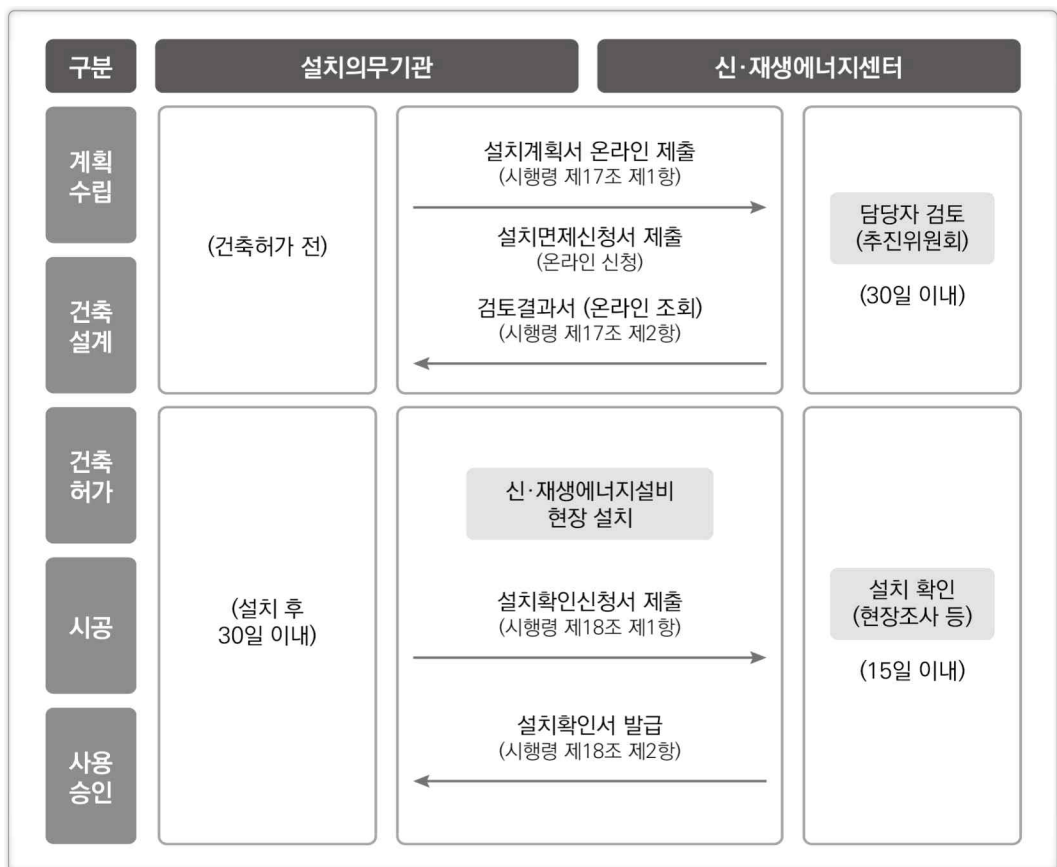 구분
설치의무기관
신·재생에너지센터
계획
수립
건축
설계
(건축허가 전)
설치계획서 온라인 제출
(시행령 제17조 제1항)
설치면제신청서 제출
(온라인 신청)
검토결과서 (온라인 조회)
(시행령 제17조 제2항)
담당자 검토
(추진위원회)
(30일 이내)
건축
허가
시공
사용
승인
(설치 후
30일 이내)
신·재생에너지설비
현장 설치
설치확인신청서 제출
(시행령 제18조 제1항)
설치확인서 발급
(시행령 제18조 제2항)
설치 확인
(현장조사 등)
(15일 이내)